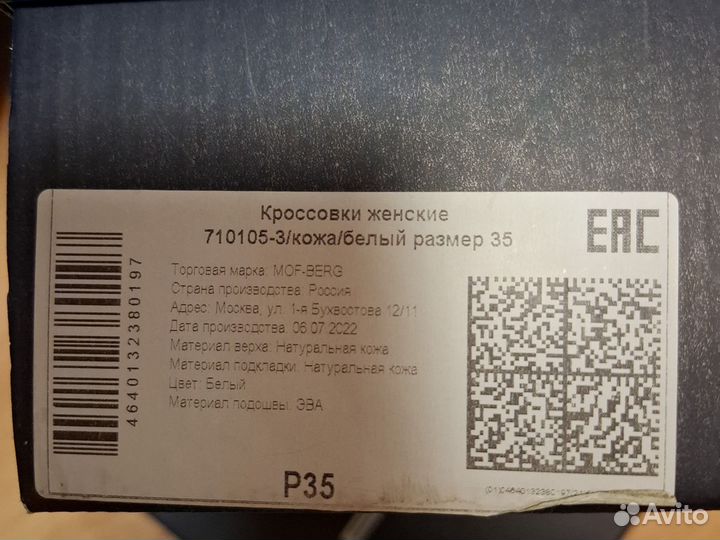 Кроссовки женские
710105-3/кожа/белый размер 35
EAC
Торговая марка: MOF-BERG
Страна производства: Россия
Адрес: Москва, ул. 1-я Бухвостова 12/11
Дата производства: 06.07.2022
Материал верха: Натуральная кожа
Материал подкладки: Натуральная кожа
Цвет: Белый
Материал подошвы: ЭВА
4640132380197
P35
Avito